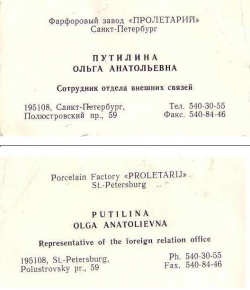 Фарфоровый завод «ПРОЛЕТАРИЙ»
Санкт-Петербург
ПУТИЛИНА
ОЛЬГА АНАТОЛЬЕВНА
Сотрудник отдела внешних связей
195108, Санкт-Петербург, Тел. 540-30-55
Полюстровский пр., 59 Факс. 540-84-46
Porcelain Factory «PROLETARIJ»
St.-Petersburg
PUTILINA
OLGA ANATOLIEVNA
Representative of the foreign relation office
195108, St.-Petersburg, Ph. 540-30-55
Polustrovsky pr., 59 Fax. 540-84-46